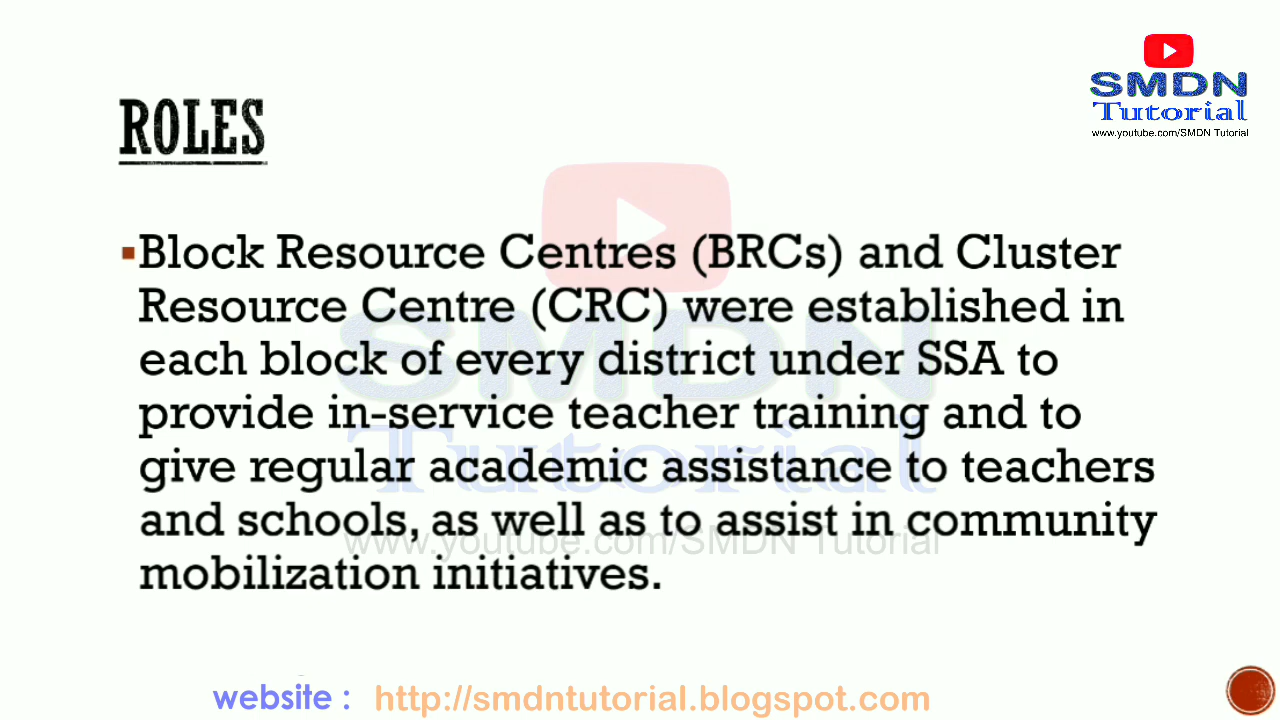 SMDN
Tutorial
www.youtube.com/SMDN Tutorial
ROLES
▪Block Resource Centres (BRCs) and Cluster
Resource Centre (CRC) were established in
each block of every district under SSA to
provide in-service teacher training and to
give regular academic assistance to teachers
and schools, as well as to assist in community
mobilization initiatives.
SMDN
Tutorial
www.youtube.com/SMDN Tutorial
website : http://smdntutorial.blogspot.com